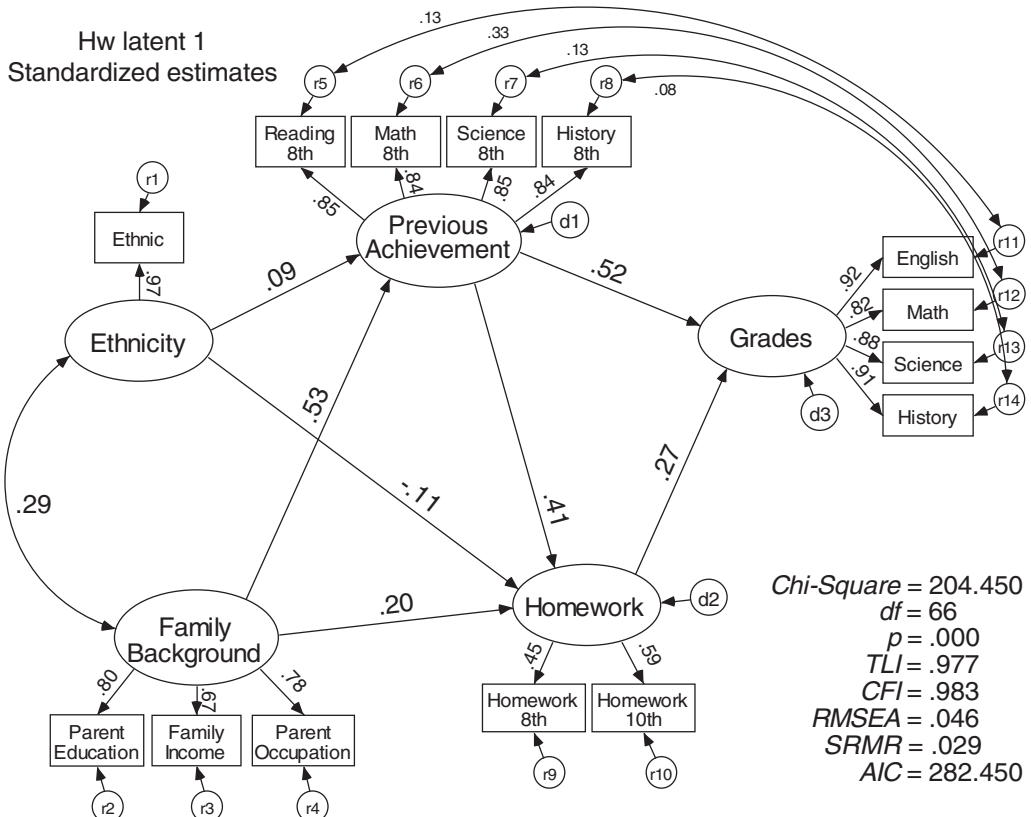 Hw latent 1
Standardized estimates
.13
.33
.13
.08
r5
r6
r7
r8
Reading
8th
Math
8th
Science
8th
History
8th
.85
.84
.85
.84
r1
Ethnic
.97
Previous
Achievement
d1
.09
.52
Ethnicity
.53
-.11
.41
.29
Grades
d3
.92
.82
.88
.91
English
Math
Science
History
r11
r12
r13
r14
.27
Family
Background
.20
Homework
d2
.80
.67
.78
Parent
Education
Family
Income
Parent
Occupation
r2
r3
r4
.45
.59
Homework
8th
Homework
10th
r9
r10
Chi-Square = 204.450
df = 66
p = .000
TLI = .977
CFI = .983
RMSEA = .046
SRMR = .029
AIC = 282.450